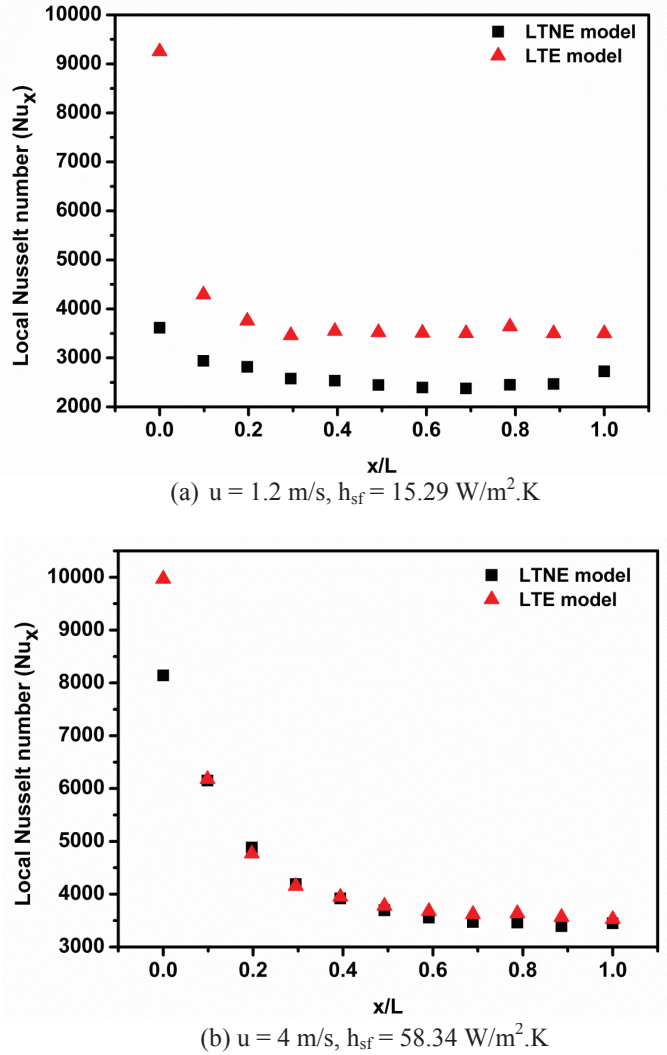 10000
9000
8000
7000
6000
5000
4000
3000
2000
Local Nusselt number (Nux)
LTNE model
LTE model
0.0 0.2 0.4 0.6 0.8 1.0
x/L
(a) u = 1.2 m/s, hsf = 15.29 W/m².K
10000
9000
8000
7000
6000
5000
4000
3000
Local Nusselt number (Nux)
LTNE model
LTE model
0.0 0.2 0.4 0.6 0.8 1.0
x/L
(b) u = 4 m/s, hsf = 58.34 W/m².K